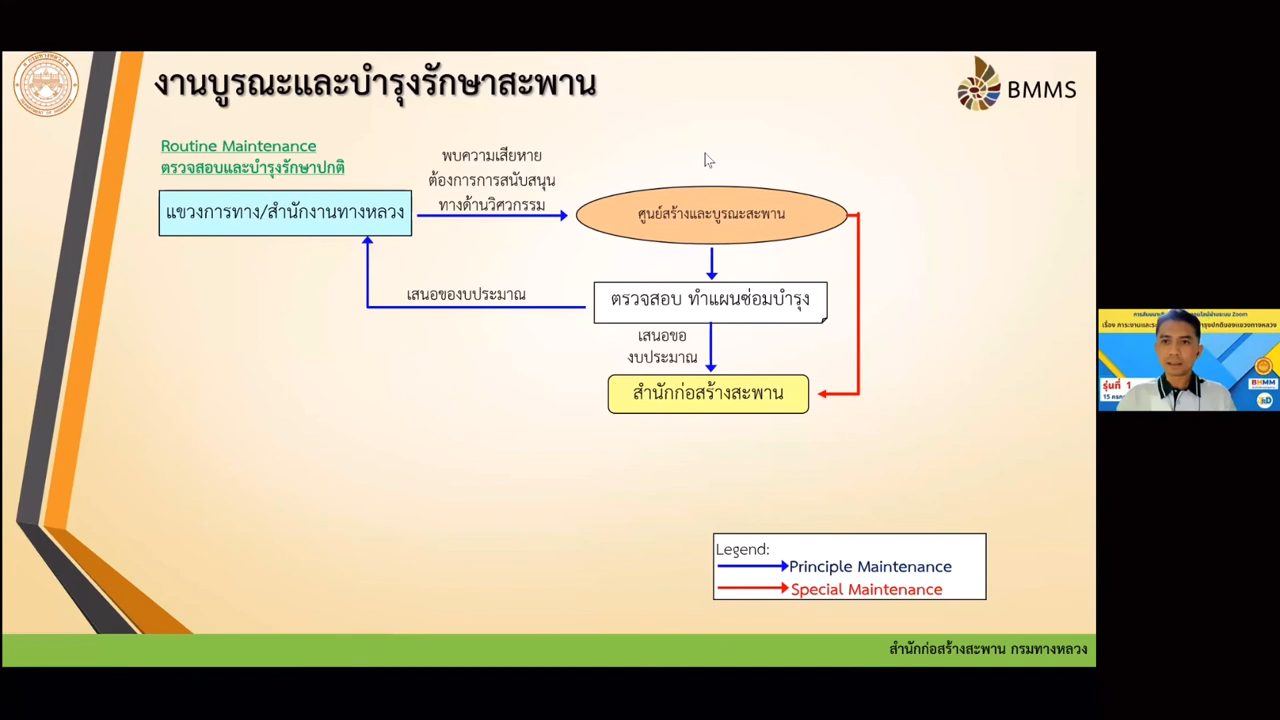 งานบูรณะและบำรุงรักษาสะพาน
BMMS
Routine Maintenance
ตรวจสอบและบำรุงรักษาปกติ
แขวงการทาง/สำนักงานทางหลวง
พบความเสียหาย
ต้องการการสนับสนุน
ทางด้านวิศวกรรม
ศูนย์สร้างและบูรณะสะพาน
ตรวจสอบ ทำแผนซ่อมบำรุง
เสนอของบประมาณ
เสนอขอ
งบประมาณ
สำนักก่อสร้างสะพาน
Legend:
Principle Maintenance
Special Maintenance
สำนักก่อสร้างสะพาน กรมทางหลวง
Zoom
รุ่นที่ 1